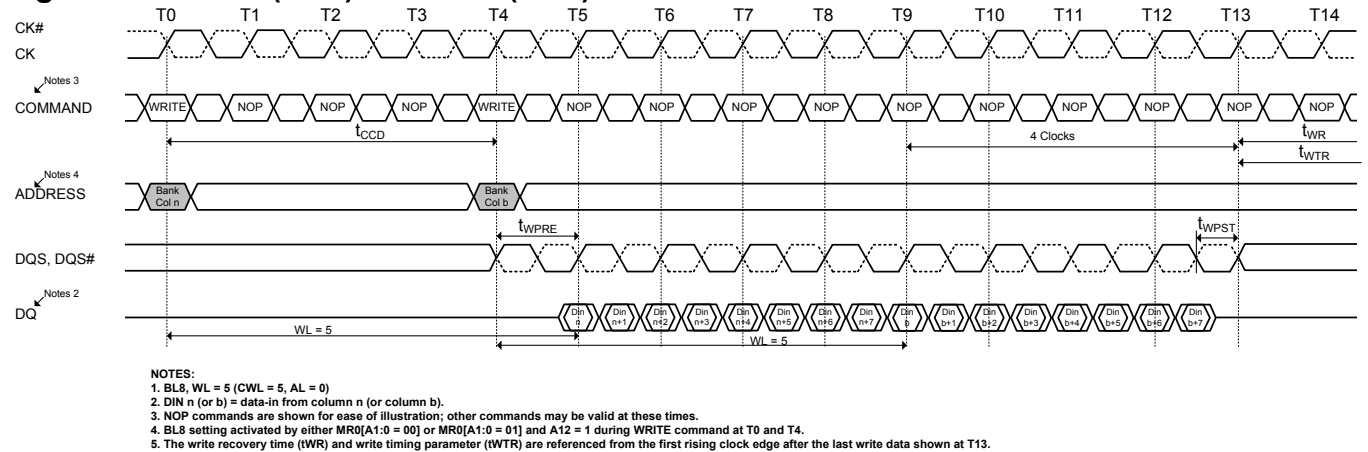 T0 T1 T2 T3 T4 T5 T6 T7 T8 T9 T10 T11 T12 T13 T14
CK#
CK
Notes 3
COMMAND
WRITE NOP NOP NOP WRITE NOP NOP NOP NOP NOP NOP NOP NOP NOP NOP
tCCD
4 Clocks
tWR
tWTR
Notes 4
ADDRESS
Bank Bank
Col n Col b
tWPRE
tWPST
DQS, DQS#
Notes 2
DQ
Din Din Din Din Din Din Din Din Din Din Din Din Din Din Din Din
n n+1 n+2 n+3 n+4 n+5 n+6 n+7 b b+1 b+2 b+3 b+4 b+5 b+6 b+7
WL = 5
WL = 5
NOTES:
1. BL8, WL = 5 (CWL = 5, AL = 0)
2. DIN n (or b) = data-in from column n (or column b).
3. NOP commands are shown for ease of illustration; other commands may be valid at these times.
4. BL8 setting activated by either MR0[A1:0 = 00] or MR0[A1:0 = 01] and A12 = 1 during WRITE command at T0 and T4.
5. The write recovery time (tWR) and write timing parameter (tWTR) are referenced from the first rising clock edge after the last write data shown at T13.